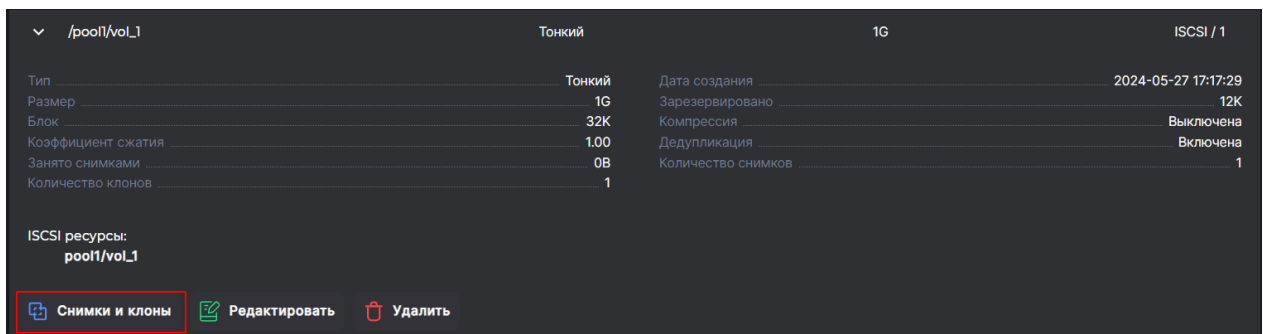 /pool1/vol_1 Тонкий 1G ISCSI / 1
Тип Тонкий Дата создания 2024-05-27 17:17:29
Размер 1G Зарезервировано 12K
Блок 32K Компрессия Выключена
Коэффициент сжатия 1.00 Дедупликация Включена
Занято снимками 0B Количество снимков 1
Количество клонов 1
ISCSI ресурсы:
pool1/vol_1
Снимки и клоны Редактировать Удалить